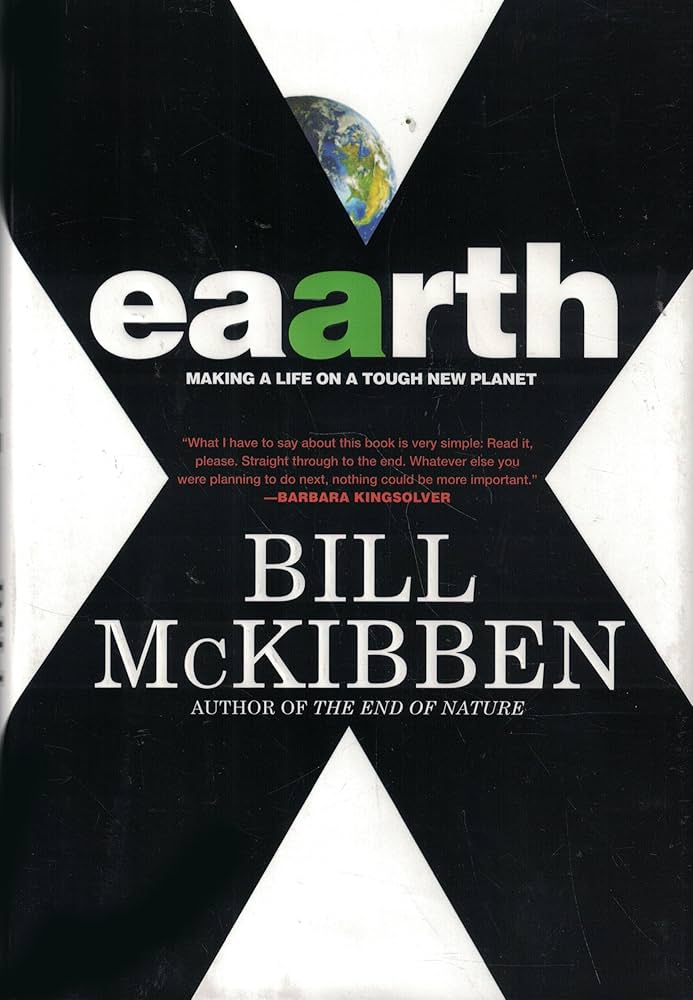 eaarth
MAKING A LIFE ON A TOUGH NEW PLANET
“What I have to say about this book is very simple: Read it,
please. Straight through to the end. Whatever else you
were planning to do next, nothing could be more important.”
—BARBARA KINGSOLVER
BILL
McKIBBEN
AUTHOR OF THE END OF NATURE